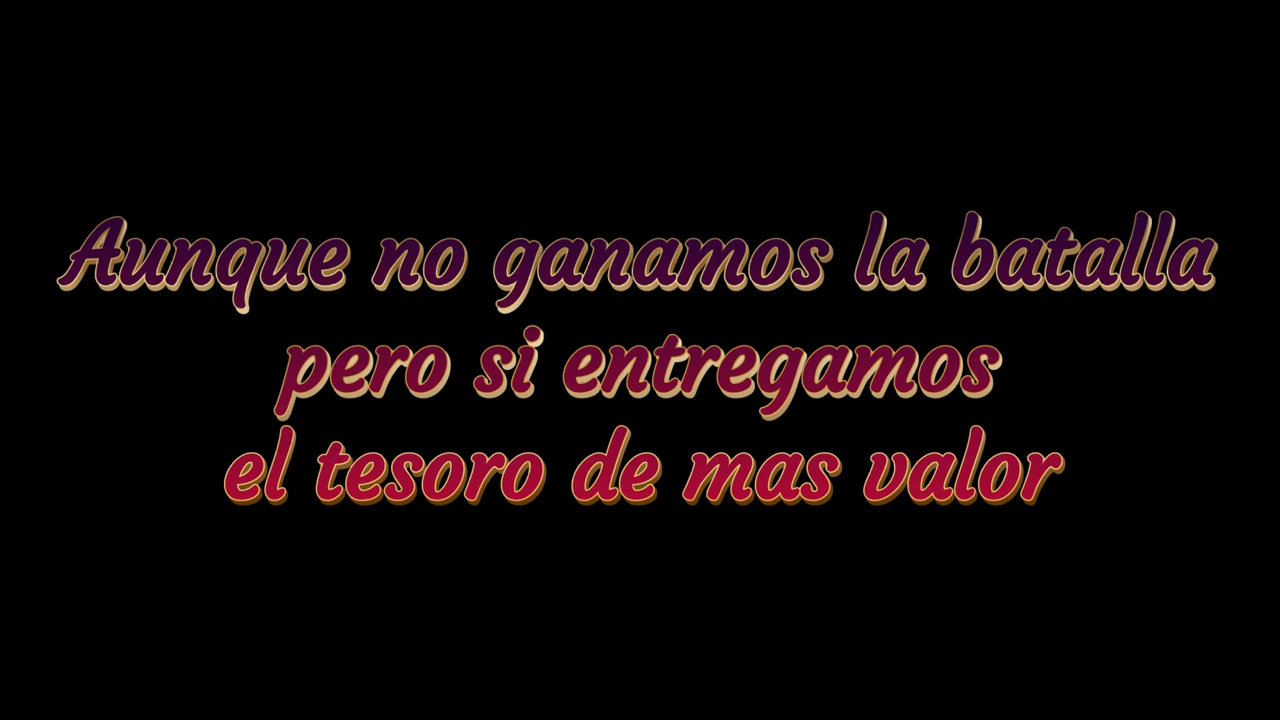 Aunque no ganamos la batalla
pero si entregamos
el tesoro de mas valor